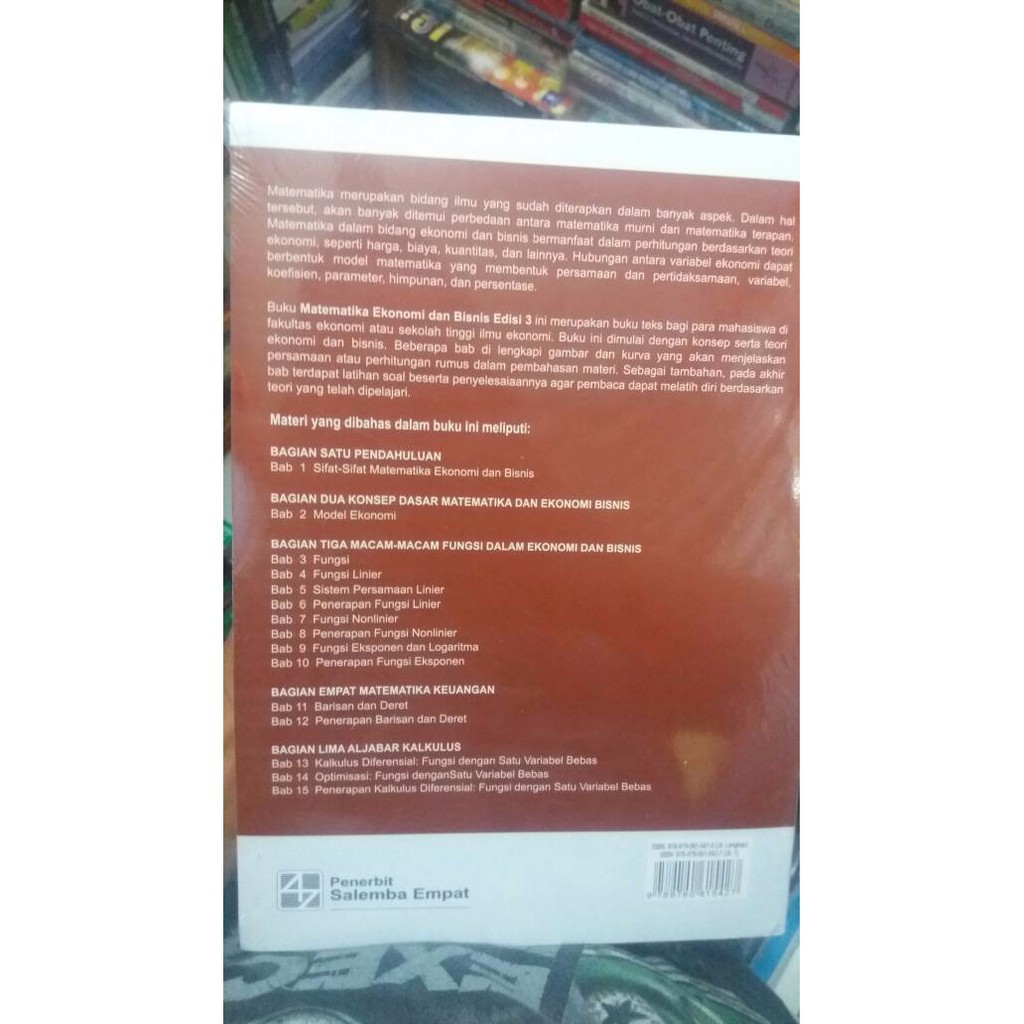 Obat-Obat Penting
Matematika merupakan bidang ilmu yang sudah diterapkan dalam banyak aspek. Dalam hal
tersebut, akan banyak ditemui perbedaan antara matematika murni dan matematika terapan.
Matematika dalam bidang ekonomi dan bisnis bermanfaat dalam perhitungan berdasarkan teori
ekonomi, seperti harga, biaya, kuantitas, dan lainnya. Hubungan antara variabel ekonomi dapat
berbentuk model matematika yang membentuk persamaan dan pertidaksamaan, variabel,
koefisien, parameter, himpunan, dan persentase.
Buku Matematika Ekonomi dan Bisnis Edisi 3 ini merupakan buku teks bagi para mahasiswa di
fakultas ekonomi atau sekolah tinggi ilmu ekonomi. Buku ini dimulai dengan konsep serta teori
ekonomi dan bisnis. Beberapa bab di lengkapi gambar dan kurva yang akan menjelaskan
persamaan atau perhitungan rumus dalam pembahasan materi. Sebagai tambahan, pada akhir
bab terdapat latihan soal beserta penyelesaiaannya agar pembaca dapat melatih diri berdasarkan
teori yang telah dipelajari.
Materi yang dibahas dalam buku ini meliputi:
BAGIAN SATU PENDAHULUAN
Bab 1 Sifat-Sifat Matematika Ekonomi dan Bisnis
BAGIAN DUA KONSEP DASAR MATEMATIKA DAN EKONOMI BISNIS
Bab 2 Model Ekonomi
BAGIAN TIGA MACAM-MACAM FUNGSI DALAM EKONOMI DAN BISNIS
Bab 3 Fungsi
Bab 4 Fungsi Linier
Bab 5 Sistem Persamaan Linier
Bab 6 Penerapan Fungsi Linier
Bab 7 Fungsi Nonlinier
Bab 8 Penerapan Fungsi Nonlinier
Bab 9 Fungsi Eksponen dan Logaritma
Bab 10 Penerapan Fungsi Eksponen
BAGIAN EMPAT MATEMATIKA KEUANGAN
Bab 11 Barisan dan Deret
Bab 12 Penerapan Barisan dan Deret
BAGIAN LIMA ALJABAR KALKULUS
Bab 13 Kalkulus Diferensial: Fungsi dengan Satu Variabel Bebas
Bab 14 Optimisasi: Fungsi denganSatu Variabel Bebas
Bab 15 Penerapan Kalkulus Diferensial: Fungsi dengan Satu Variabel Bebas
Penerbit
Salemba Empat